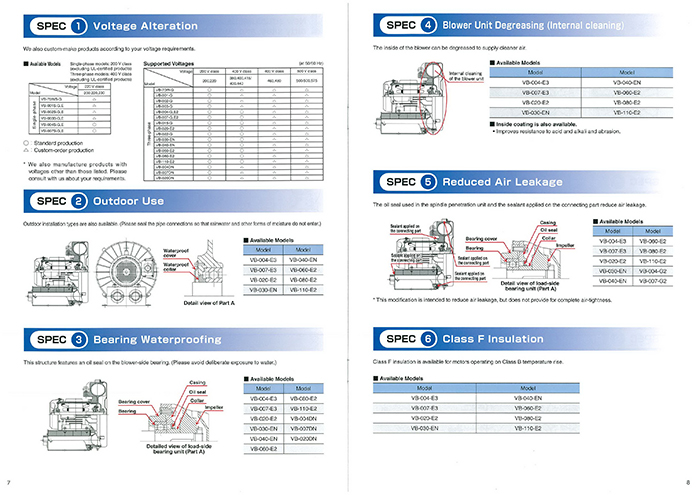 SPEC 1 Voltage Alteration
We also custom-make products according to your voltage requirements.
■ Available Models
Single-phase models: 200 V class
(excluding UL-certified products)
Three-phase models: 400 V class
(excluding UL-certified products)
Voltage
200 V class
Model
Single-phase
○ : Standard production
△ : Custom-order production
* We also manufacture products with
voltages other than those listed. Please
consult with us about your requirements.
Supported Voltages
(at 50/60 Hz)
Voltage
200 V class
400 V class
Model
Three-phase
SPEC 2 Outdoor Use
Outdoor installation types are also available. (Please seal the pipe connections so that rainwater and other forms of moisture do not enter.)
Waterproof
cover
Waterproof
collar
Detail view of Part A
■ Available Models
Model Model
VB-004-E3 VB-040-EN
VB-007-E3 VB-060-E2
VB-020-E2 VB-080-E2
VB-030-EN VB-110-E2
SPEC 3 Bearing Waterproofing
This structure features an oil seal on the blower-side bearing. (Please avoid deliberate exposure to water.)
Casing
Oil seal
Bearing cover
Collar
Bearing
Impeller
Detailed view of load-side
bearing unit (Part A)
■ Available Models
Model Model
VB-004-E3 VB-080-E2
VB-007-E3 VB-110-E2
VB-020-E2 VB-004DN
VB-030-EN VB-007DN
VB-040-EN VB-020DN
VB-060-E2
7
SPEC 4 Blower Unit Degreasing (Internal cleaning)
The inside of the blower can be degreased to supply cleaner air.
Internal cleaning
of the blower unit
■ Available Models
Model Model
VB-004-E3 VB-040-EN
VB-007-E3 VB-060-E2
VB-020-E2 VB-080-E2
VB-030-EN VB-110-E2
■ Inside coating is also available.
• Improves resistance to acid and alkali and abrasion.
SPEC 5 Reduced Air Leakage
The oil seal used in the spindle penetration unit and the sealant applied on the connecting part reduce air leakage.
Sealant applied on
the connecting part
Sealant applied on
the connecting part
Sealant applied on
the connecting part
Casing
Oil seal
Bearing cover
Collar
Bearing
Impeller
Detail view of load-side
bearing unit (Part A)
■ Available Models
Model Model
VB-004-E3 VB-060-E2
VB-007-E3 VB-080-E2
VB-020-E2 VB-110-E2
VB-030-EN VB-004-G2
VB-040-EN VB-007-G2
* This modification is intended to reduce air leakage, but does not provide for complete air-tightness.
SPEC 6 Class F Insulation
Class F insulation is available for motors operating on Class B temperature rise.
■ Available Models
Model Model
VB-004-E3 VB-040-EN
VB-007-E3 VB-060-E2
VB-020-E2 VB-080-E2
VB-030-EN VB-110-E2
8